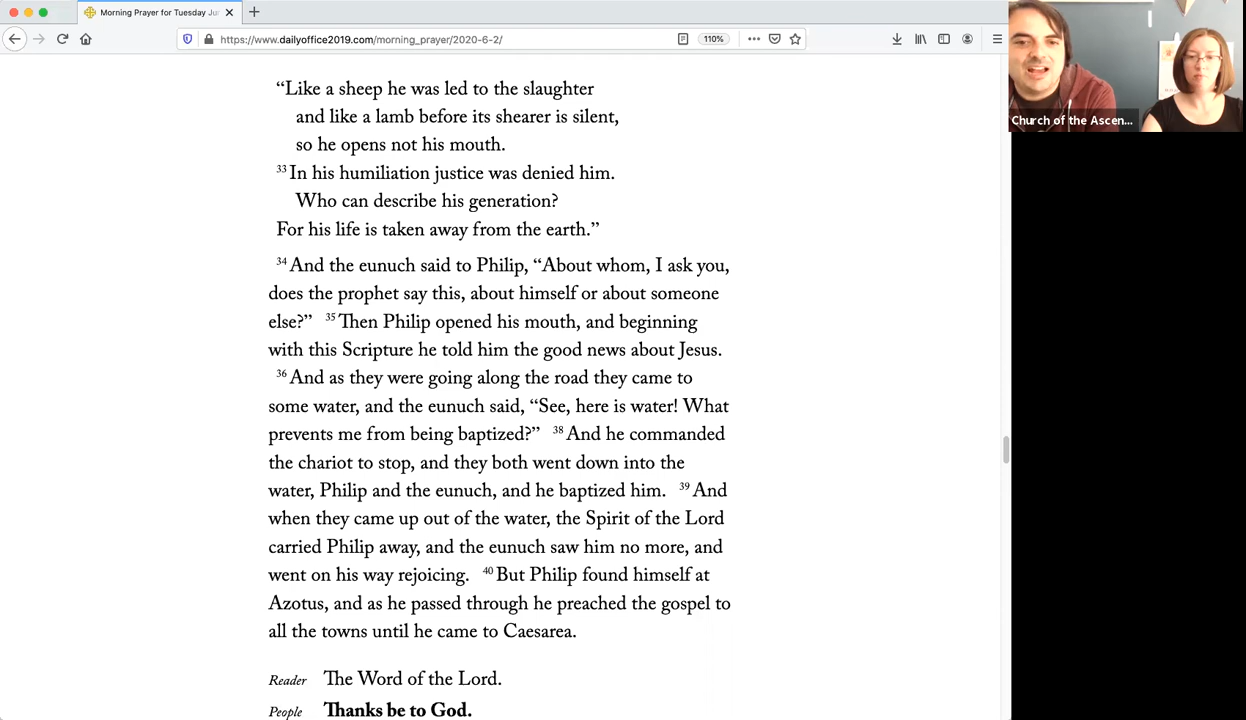 Morning Prayer for Tuesday Ju
https://www.dailyoffice2019.com/morning_prayer/2020-6-2/
110%
“Like a sheep he was led to the slaughter
and like a lamb before its shearer is silent,
so he opens not his mouth.
33 In his humiliation justice was denied him.
Who can describe his generation?
For his life is taken away from the earth.”
34 And the eunuch said to Philip, “About whom, I ask you,
does the prophet say this, about himself or about someone
else?” 35 Then Philip opened his mouth, and beginning
with this Scripture he told him the good news about Jesus.
36 And as they were going along the road they came to
some water, and the eunuch said, “See, here is water! What
prevents me from being baptized?” 38 And he commanded
the chariot to stop, and they both went down into the
water, Philip and the eunuch, and he baptized him. 39 And
when they came up out of the water, the Spirit of the Lord
carried Philip away, and the eunuch saw him no more, and
went on his way rejoicing. 40 But Philip found himself at
Azotus, and as he passed through he preached the gospel to
all the towns until he came to Caesarea.
Reader The Word of the Lord.
People Thanks be to God.
Church of the Ascen...